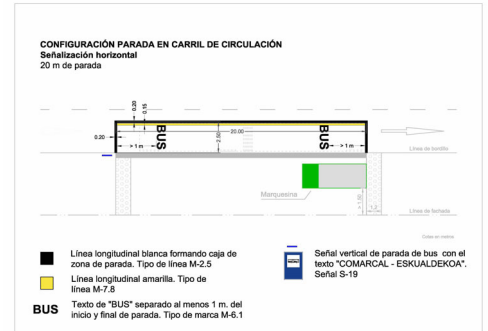 CONFIGURACIÓN PARADA EN CARRIL DE CIRCULACIÓN
Señalización horizontal
20 m de parada
0.20
0.15
0.20
20.00
BUS
2.50
BUS
> 1 m
> 1 m
Línea de bordillo
Marquesina
> 1.50
1.2
Línea de fachada
Cotas en metros
Línea longitudinal blanca formando caja de
zona de parada. Tipo de línea M-2.5
Línea longitudinal amarilla. Tipo de
línea M-7.8
BUS
Texto de "BUS" separado al menos 1 m. del
inicio y final de parada. Tipo de marca M-6.1
Señal vertical de parada de bus con el
texto "COMARCAL - ESKUALDEKOA".
Señal S-19